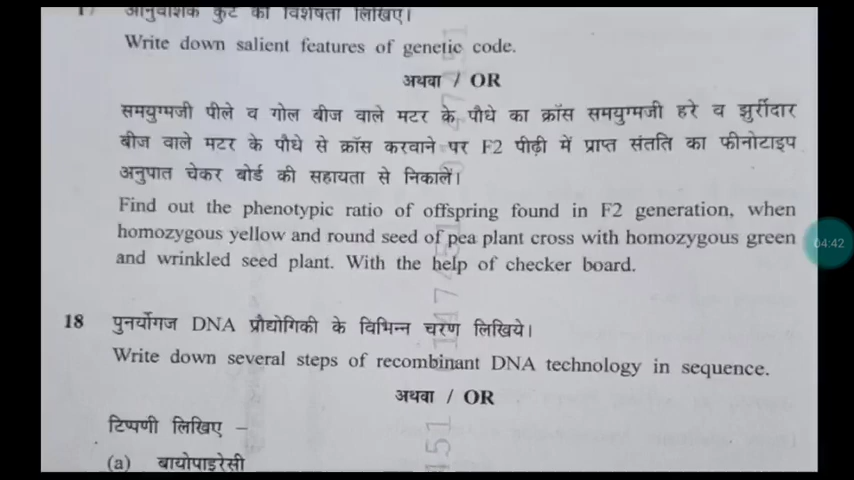 17 आनुवांशिक कूट की विशेषता लिखिए।
Write down salient features of genetic code.
अथवा / OR
समयुग्मजी पीले व गोल बीज वाले मटर के पौधे का क्रॉस समयुग्मजी हरे व झुर्रीदार
बीज वाले मटर के पौधे से क्रॉस करवाने पर F2 पीढ़ी में प्राप्त संतति का फीनोटाइप
अनुपात चेकर बोर्ड की सहायता से निकालें।
Find out the phenotypic ratio of offspring found in F2 generation, when
homozygous yellow and round seed of pea plant cross with homozygous green
and wrinkled seed plant. With the help of checker board.
04:42
18 पुनर्योगज DNA प्रौद्योगिकी के विभिन्न चरण लिखिये।
Write down several steps of recombinant DNA technology in sequence.
अथवा / OR
टिप्पणी लिखिए –
(a) बायोपाइरेसी